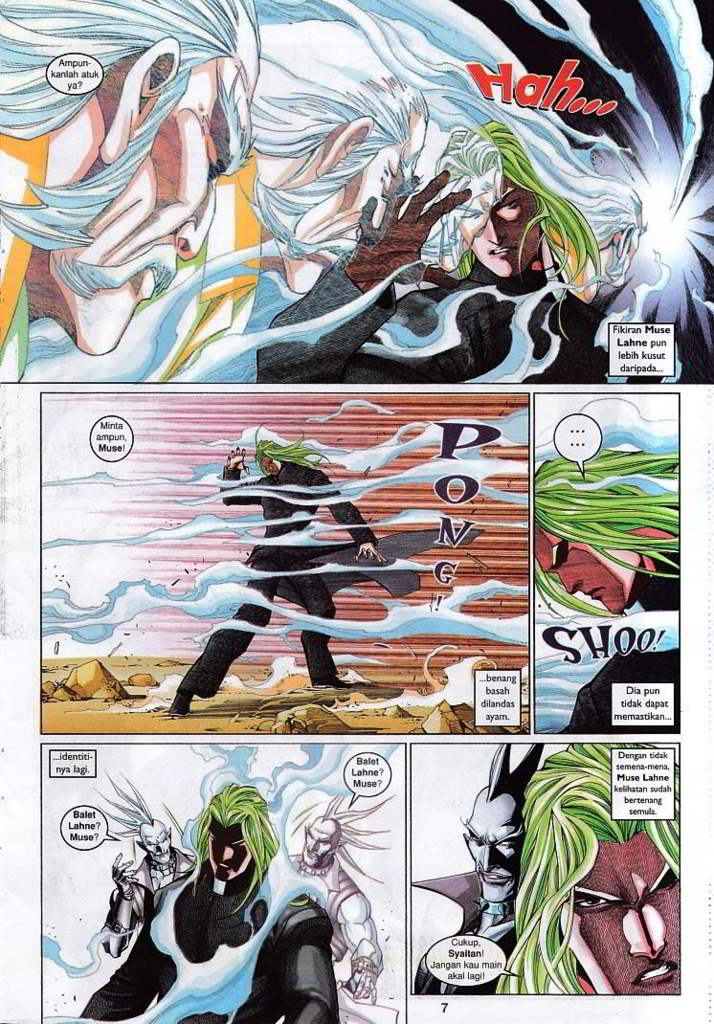 Ampun-
kanlah atuk
ya?
Hah...
Fikiran Muse
Lahne pun
lebih kusut
daripada...
Minta
ampun,
Muse!
PONG!
...benang
basah
dilandas
ayam.
... ...
SHOO!
Dia pun
tidak dapat
memastikan...
...identiti-
nya lagi.
Balet
Lahne?
Muse?
Balet
Lahne?
Muse?
Dengan tidak
semena-mena,
Muse Lahne
kelihatan sudah
bertenang
semula.
Cukup,
Syaitan!
Jangan kau main
akal lagi!
7